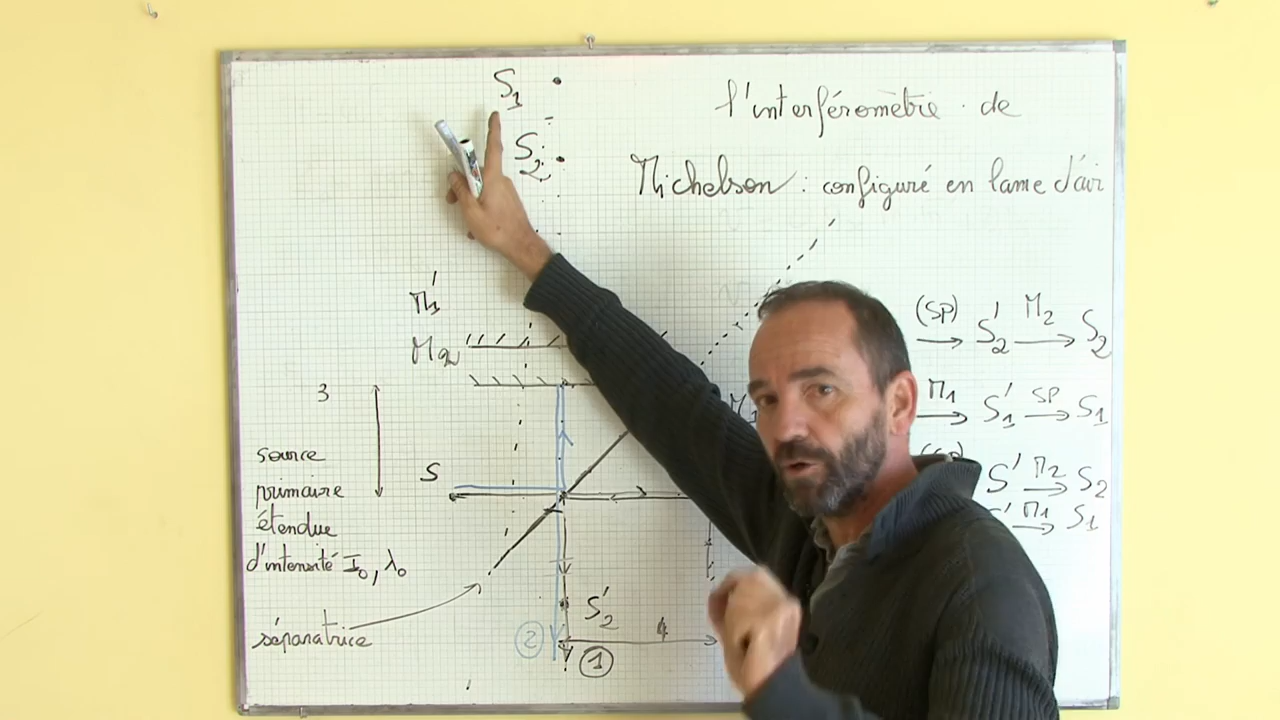 S1
l'interféromètre de
S2
Michelson : configuré en lame d'air
M'1
M2
(SP) → S'2 M2 → S2
3
M1 → S'1 SP → S1
source
S
primaire
S' M2 → S2
étendue
M1 → S1
d'intensité I0, λ0
S'2
séparatrice
2
1
4